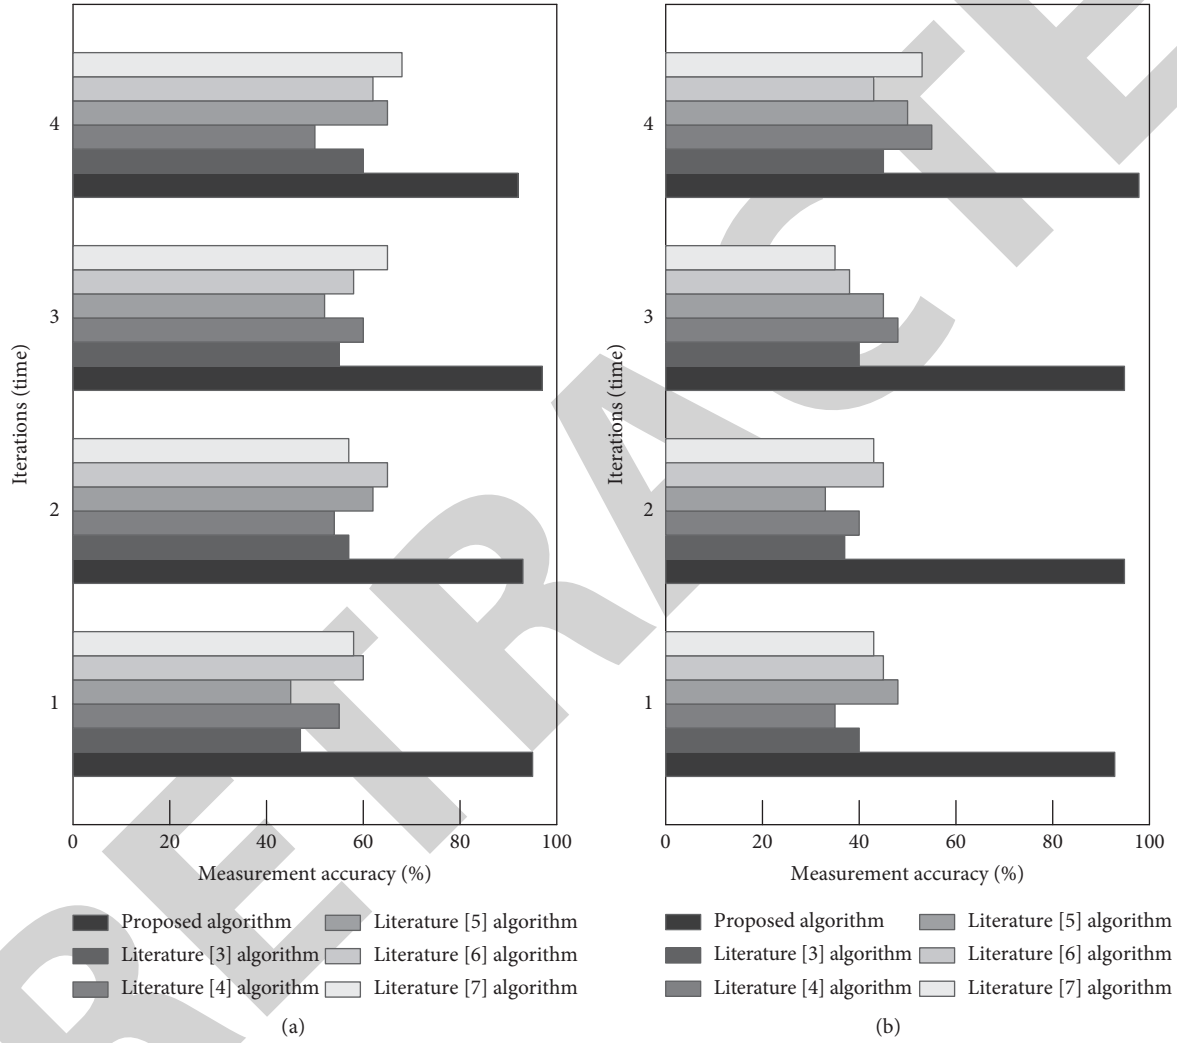 4
3
2
1
Iterations (time)
0 20 40 60 80 100
Measurement accuracy (%)
Proposed algorithm
Literature [3] algorithm
Literature [4] algorithm
Literature [5] algorithm
Literature [6] algorithm
Literature [7] algorithm
(a)
4
3
2
1
Iterations (time)
0 20 40 60 80 100
Measurement accuracy (%)
Proposed algorithm
Literature [3] algorithm
Literature [4] algorithm
Literature [5] algorithm
Literature [6] algorithm
Literature [7] algorithm
(b)
RETRACTE